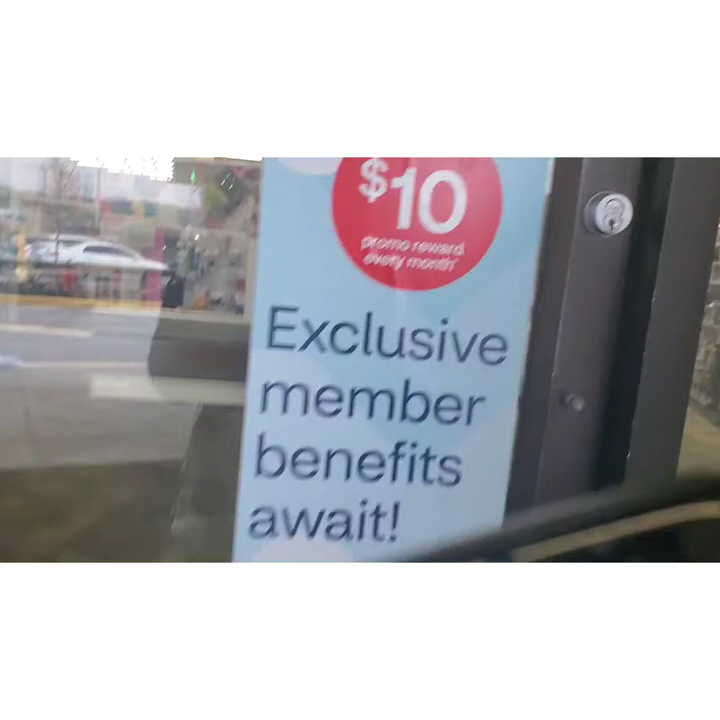 $10
promo reward
every month*
Exclusive
member
benefits
await!